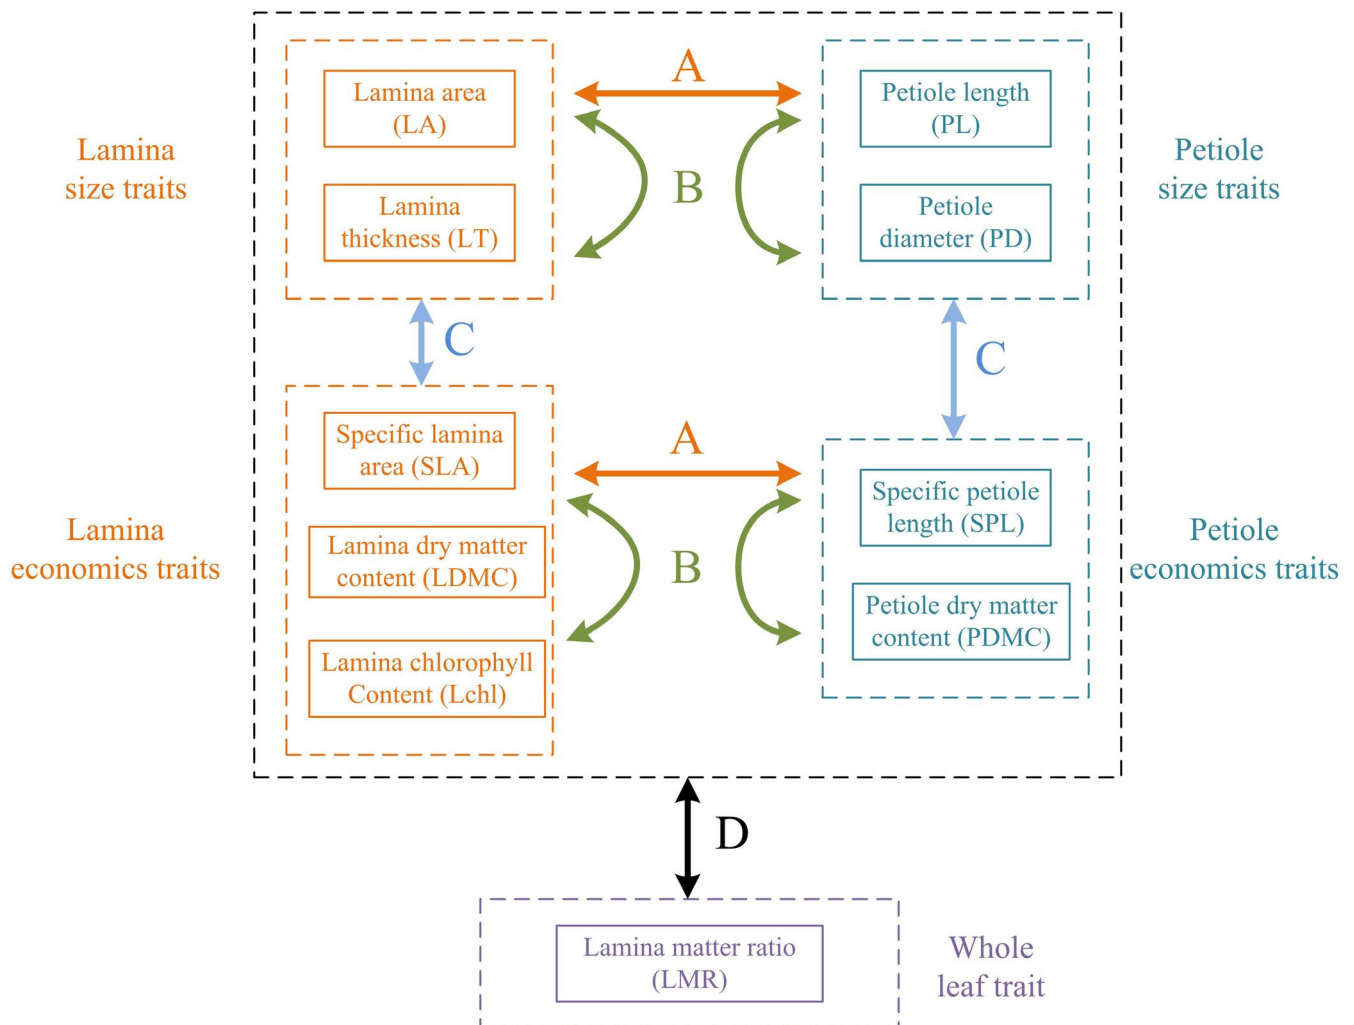 Lamina
size traits
Lamina area
(LA)
Lamina
thickness (LT)
A
B
Petiole length
(PL)
Petiole
diameter (PD)
Petiole
size traits
C
C
Lamina
economics traits
Specific lamina
area (SLA)
Lamina dry matter
content (LDMC)
Lamina chlorophyll
Content (Lchl)
A
B
Specific petiole
length (SPL)
Petiole dry matter
content (PDMC)
Petiole
economics traits
D
Lamina matter ratio
(LMR)
Whole
leaf trait